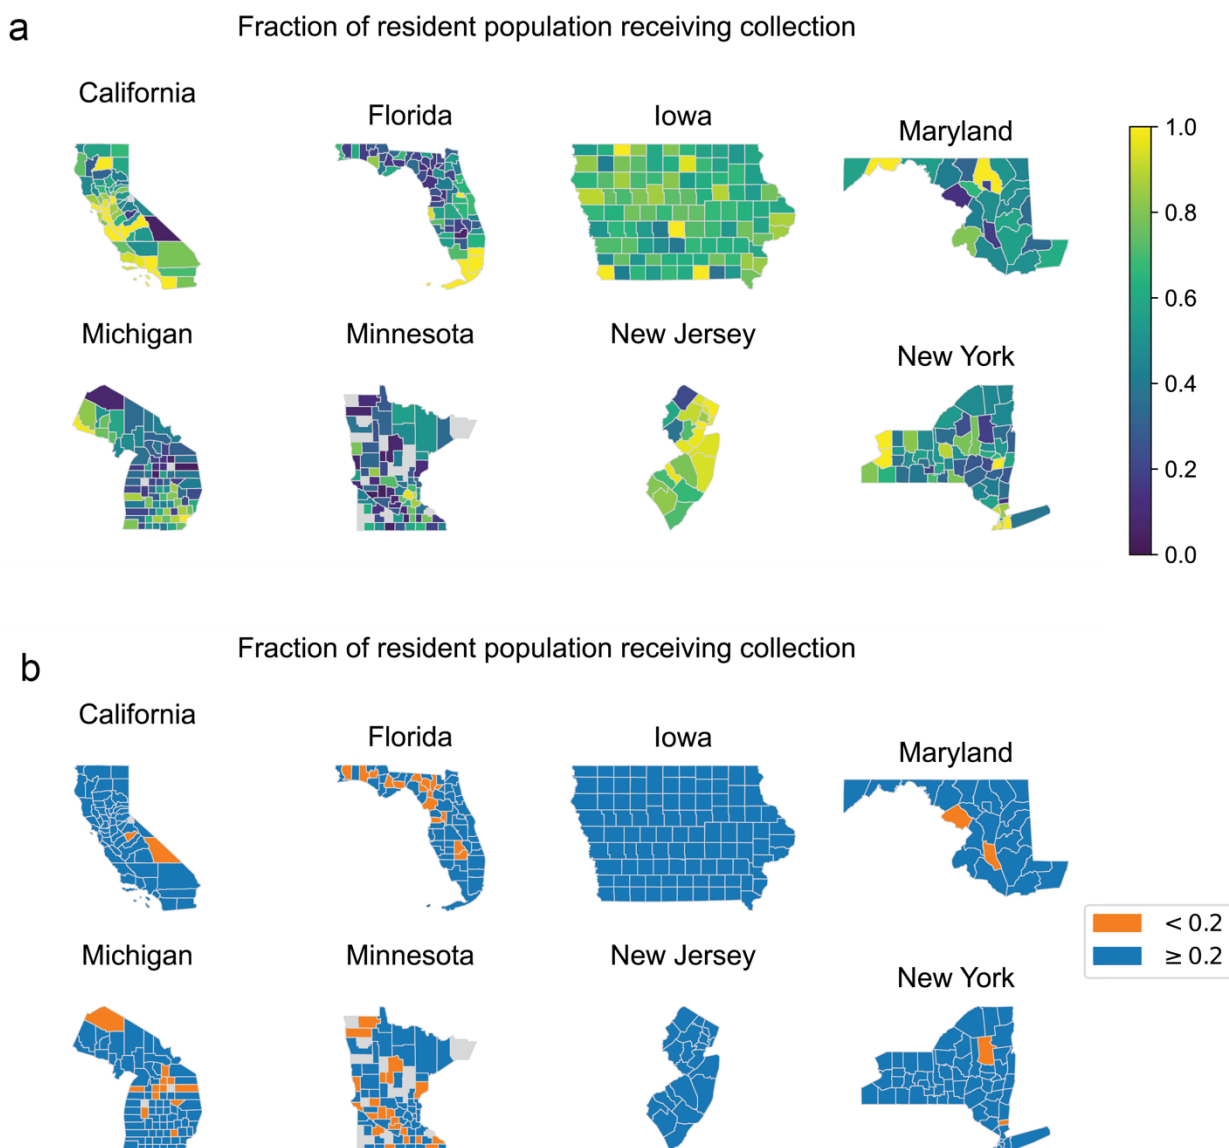 a
Fraction of resident population receiving collection
California
Florida
Iowa
Maryland
1.0
0.8
0.6
0.4
0.2
0.0
Michigan
Minnesota
New Jersey
New York
b
Fraction of resident population receiving collection
California
Florida
Iowa
Maryland
< 0.2
≥ 0.2
Michigan
Minnesota
New Jersey
New York